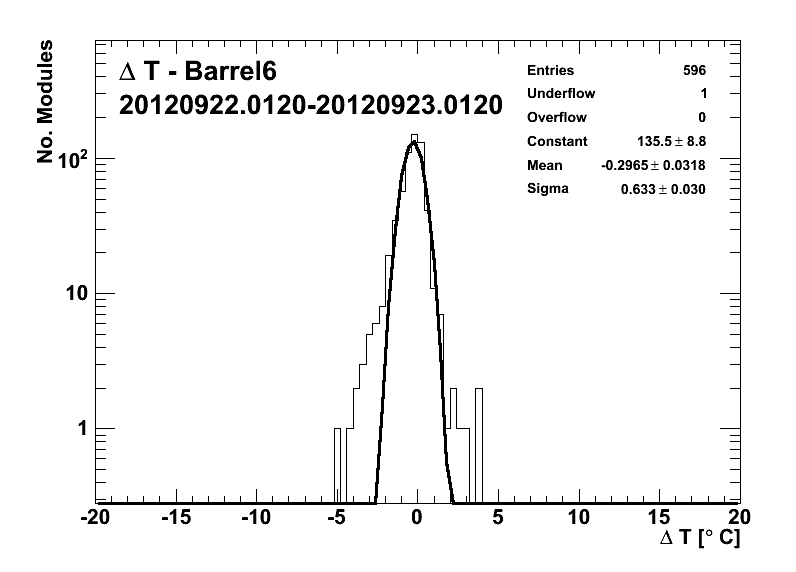 Δ T - Barrel6
20120922.0120-20120923.0120
Entries 596
Underflow 1
Overflow 0
Constant 135.5 ± 8.8
Mean -0.2965 ± 0.0318
Sigma 0.633 ± 0.030
No. Modules
10²
10
1
-20 -15 -10 -5 0 5 10 15 20
Δ T [° C]